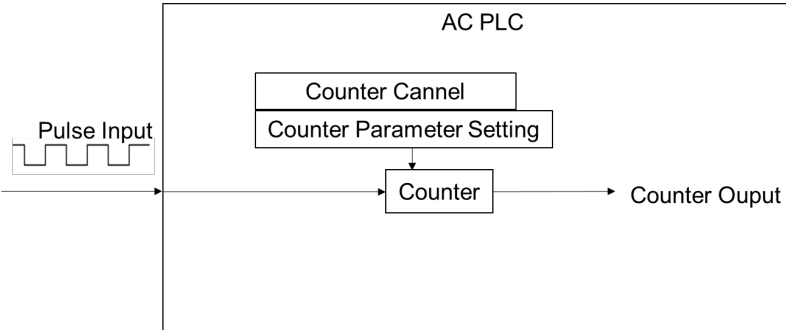 AC PLC
Counter Cannel
Pulse Input
Counter Parameter Setting
Counter
Counter Ouput